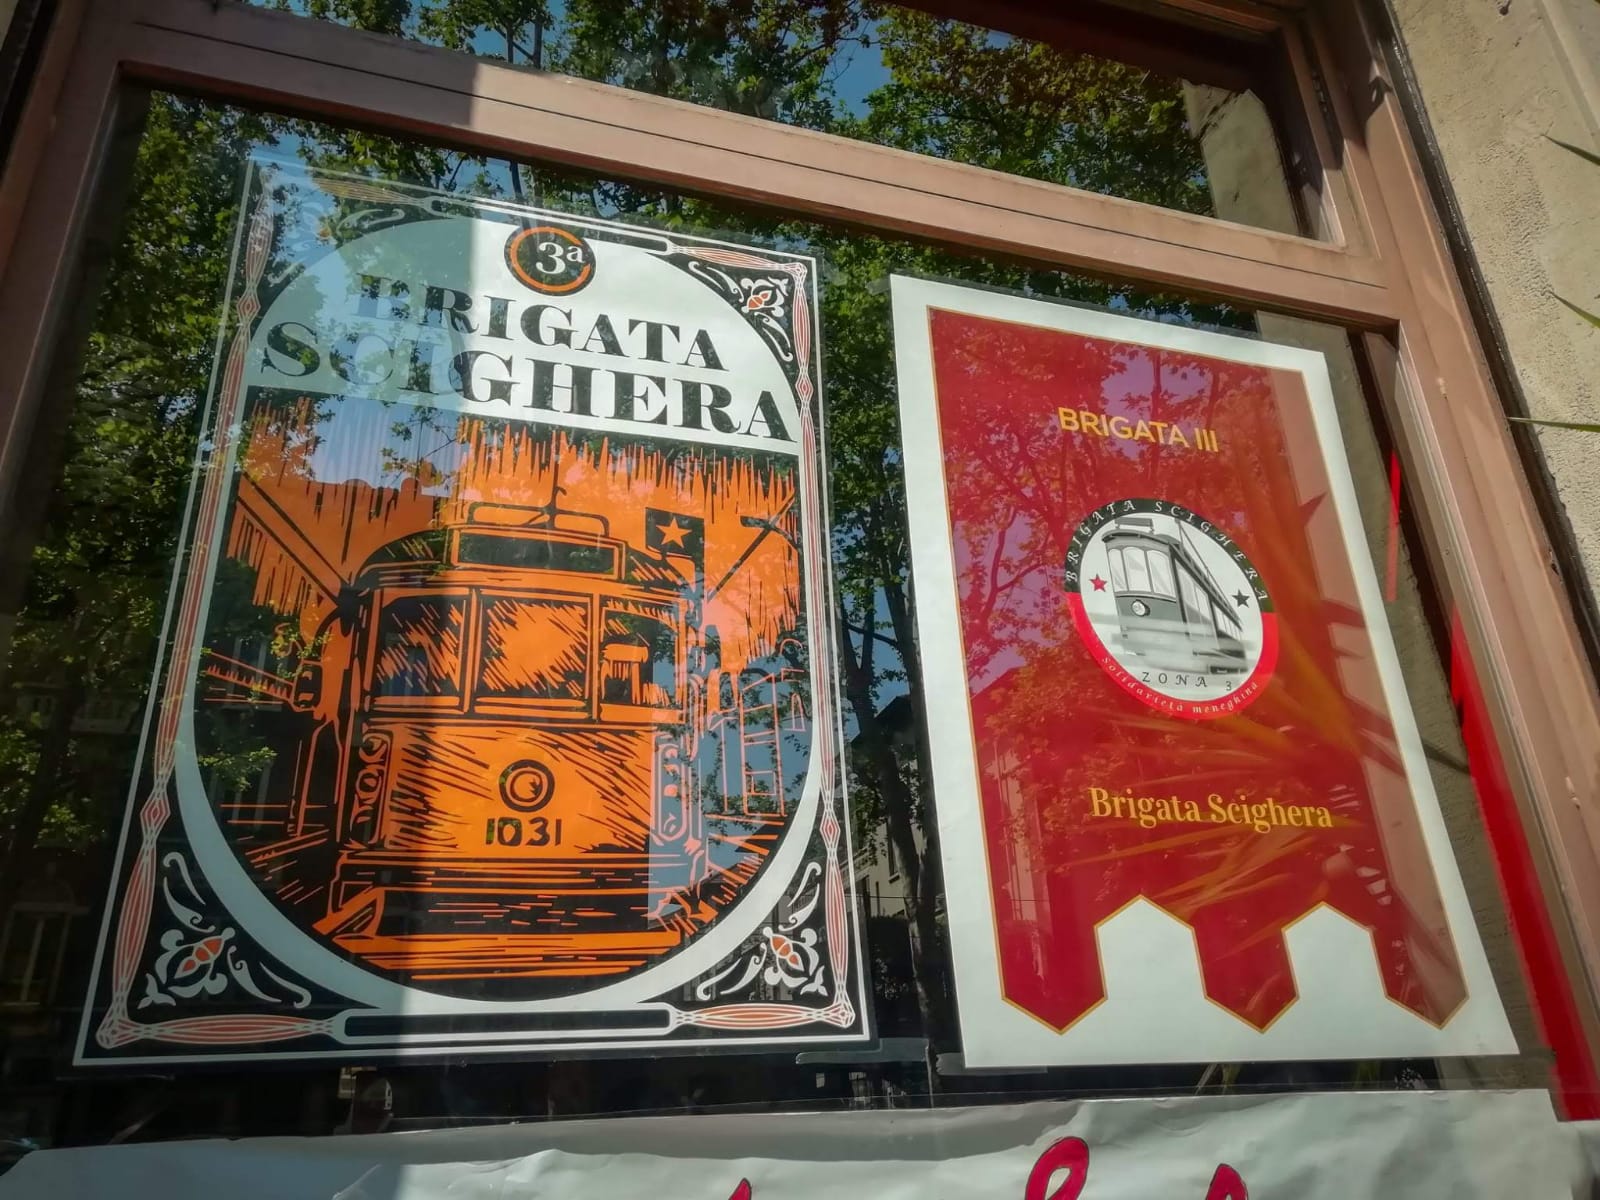 3a
BRIGATA
SCIGHERA
1031
BRIGATA III
BRIGATA SCIGHERA
ZONA 3
Solidarietà meneghina
Brigata Scighera